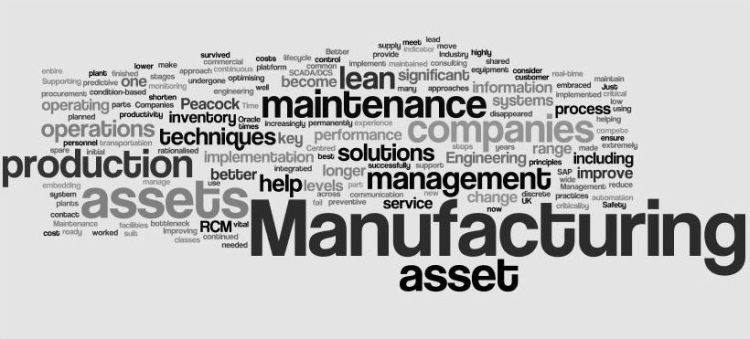 survived supply meet lead
commercial costs lifecycle Better provide indicator move
entire lower make approach continuous platform common control implement maintained Industry consulting highly shared
plant finished stages undergone optimising SCADA/DCS become lean significant equipment consider real-time
Supporting predictive one monitoring engineering well many approaches information customer embraced maintain
procurement condition-based shorten Just implemented critical
operating parts Companies Peacock Time maintenance systems disappeared process low using
planned productivity inventory Oracle times companies helping
operations techniques Increasingly permanently experience performance compete ensure
personnel transportation key Centred stops years made extremely
spare initial rationalised implementation best solutions Engineering range including
production integrated successfully support principles
embedding manage better longer management SAP improve
system use help levels part communication new change wide Management reduce
plants assets across fail preventive service discrete practices automation
contact now UK criticality Safety
Maintenance facilities bottleneck RCM vital Manufacturing
cost ready worked suit Improving classes continued needed
asset